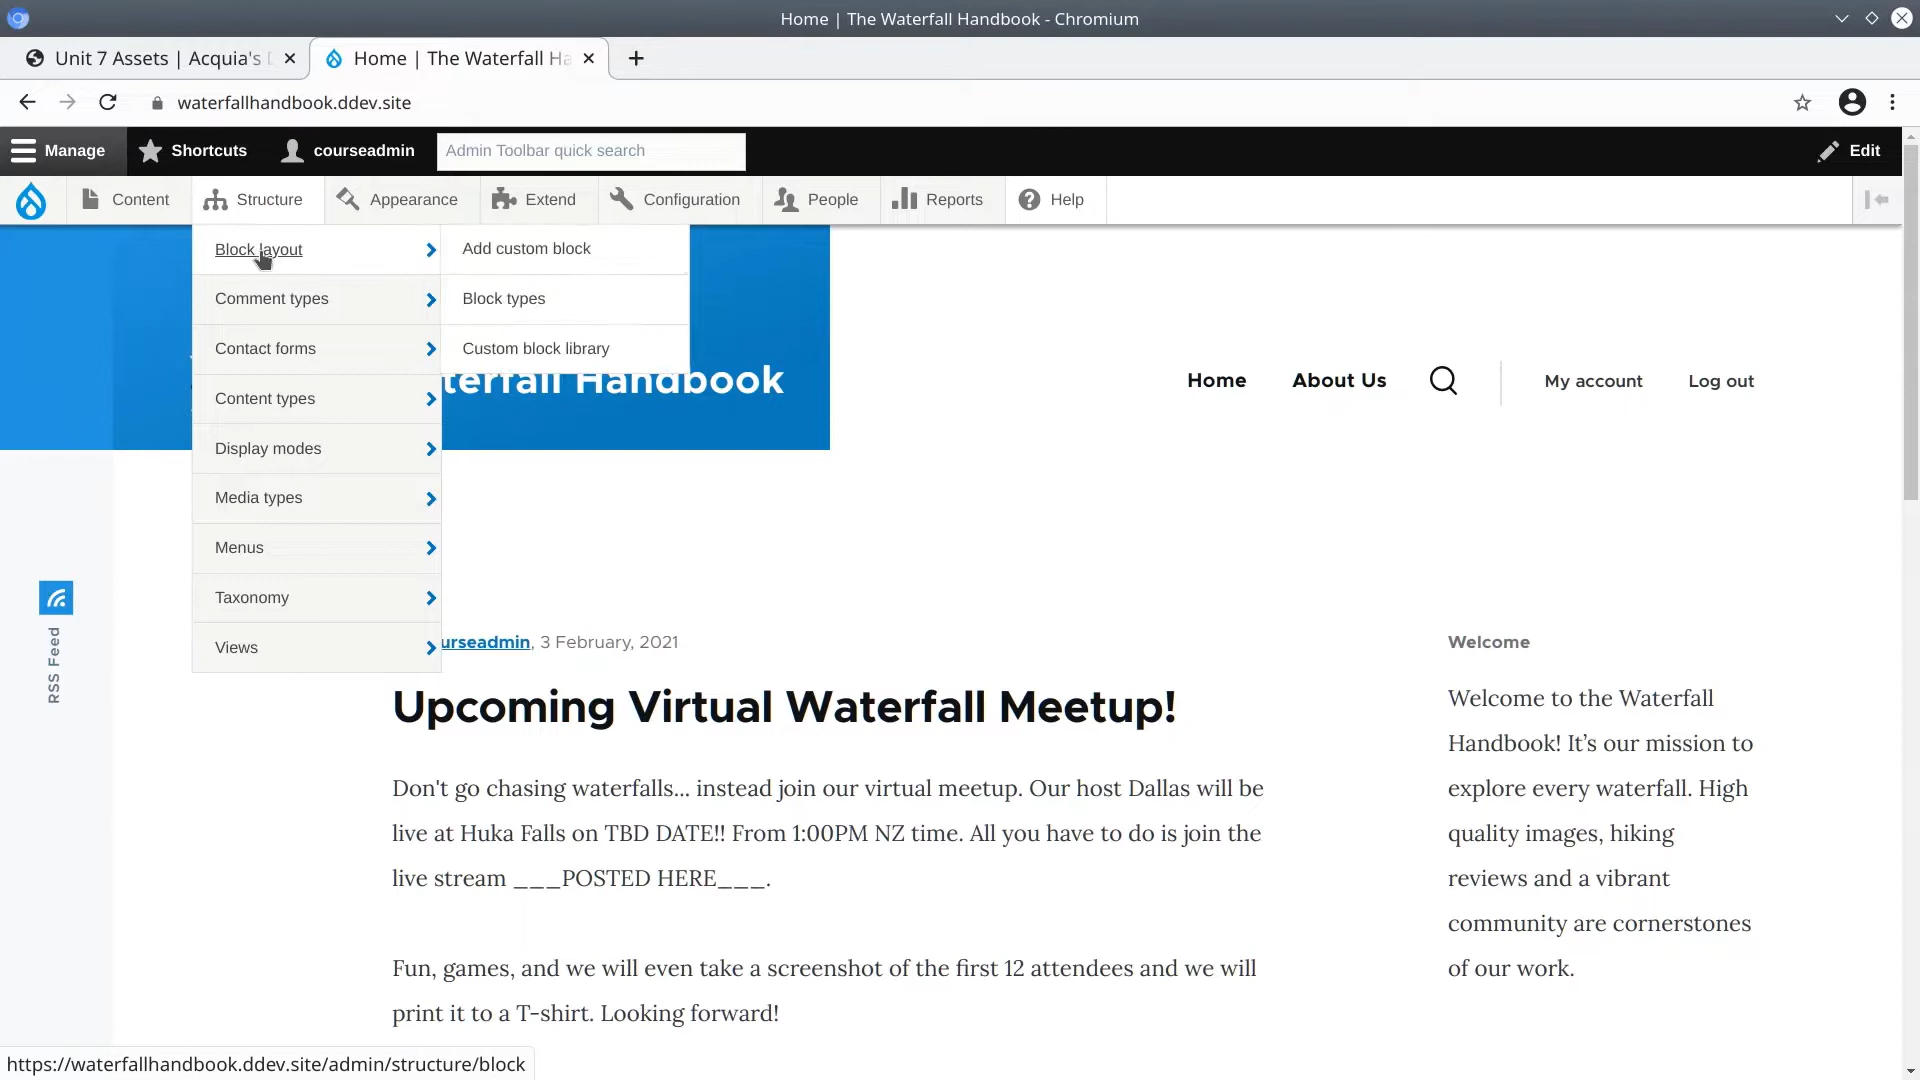 Home | The Waterfall Handbook - Chromium
Unit 7 Assets | Acquia's
Home | The Waterfall Ha
waterfallhandbook.ddev.site
Manage
Shortcuts
courseadmin
Admin Toolbar quick search
Edit
Content
Structure
Appearance
Extend
Configuration
People
Reports
Help
Block layout
Add custom block
Comment types
Block types
Contact forms
Custom block library
terfall Handbook
Home
About Us
My account
Log out
Content types
Display modes
Media types
Menus
Taxonomy
Views
RSS Feed
urseadmin, 3 February, 2021
Upcoming Virtual Waterfall Meetup!
Don't go chasing waterfalls... instead join our virtual meetup. Our host Dallas will be
live at Huka Falls on TBD DATE!! From 1:00PM NZ time. All you have to do is join the
live stream ___POSTED HERE___.
Fun, games, and we will even take a screenshot of the first 12 attendees and we will
print it to a T-shirt. Looking forward!
Welcome
Welcome to the Waterfall
Handbook! It’s our mission to
explore every waterfall. High
quality images, hiking
reviews and a vibrant
community are cornerstones
of our work.
https://waterfallhandbook.ddev.site/admin/structure/block